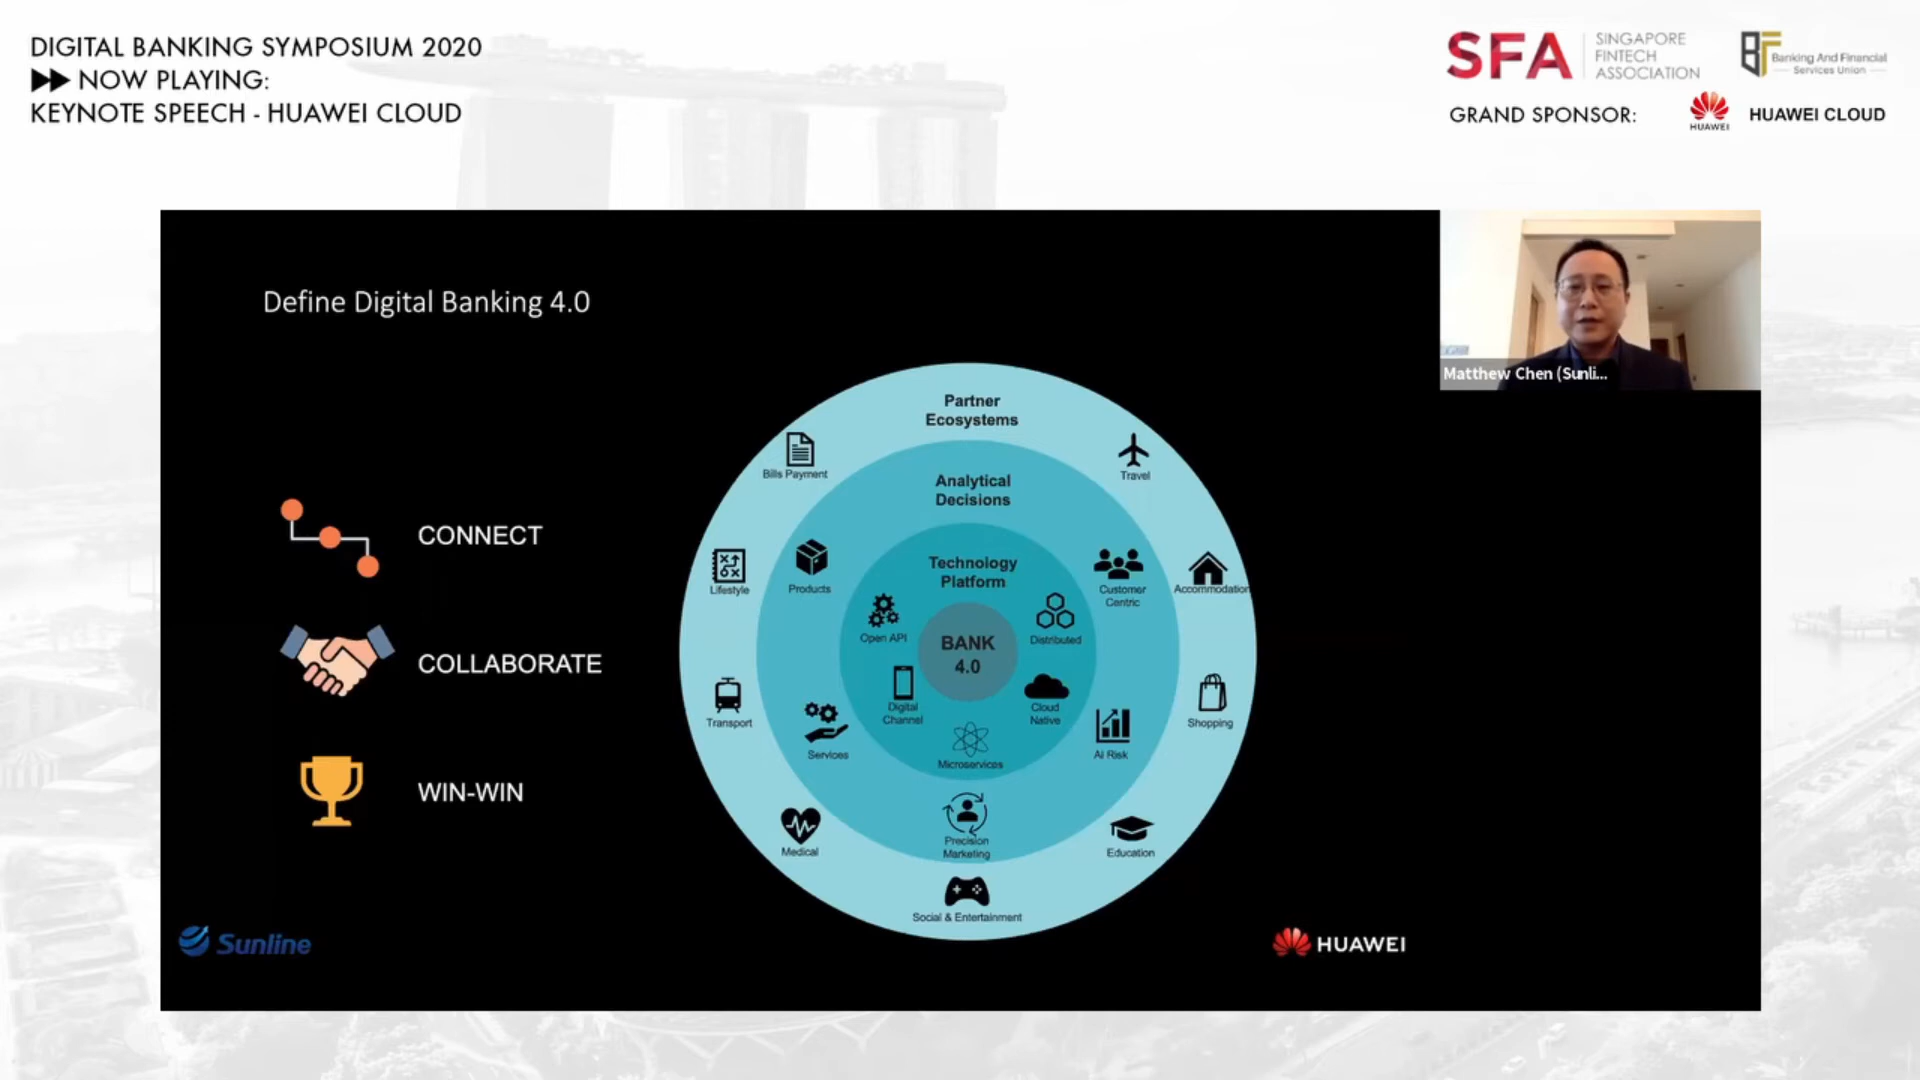 DIGITAL BANKING SYMPOSIUM 2020
NOW PLAYING:
KEYNOTE SPEECH - HUAWEI CLOUD
SFA
SINGAPORE
FINTECH
ASSOCIATION
BF
Banking And Financial
Services Union
GRAND SPONSOR:
HUAWEI
HUAWEI CLOUD
Matthew Chen (Sunli...
Define Digital Banking 4.0
CONNECT
COLLABORATE
WIN-WIN
Partner
Ecosystems
Bills Payment
Travel
Analytical
Decisions
Lifestyle
Products
Technology
Platform
Customer
Centric
Accommodation
Open API
BANK
4.0
Distributed
Transport
Services
Digital
Channel
Cloud
Native
Microservices
Ai Risk
Shopping
Medical
Precision
Marketing
Education
Social & Entertainment
Sunline
HUAWEI